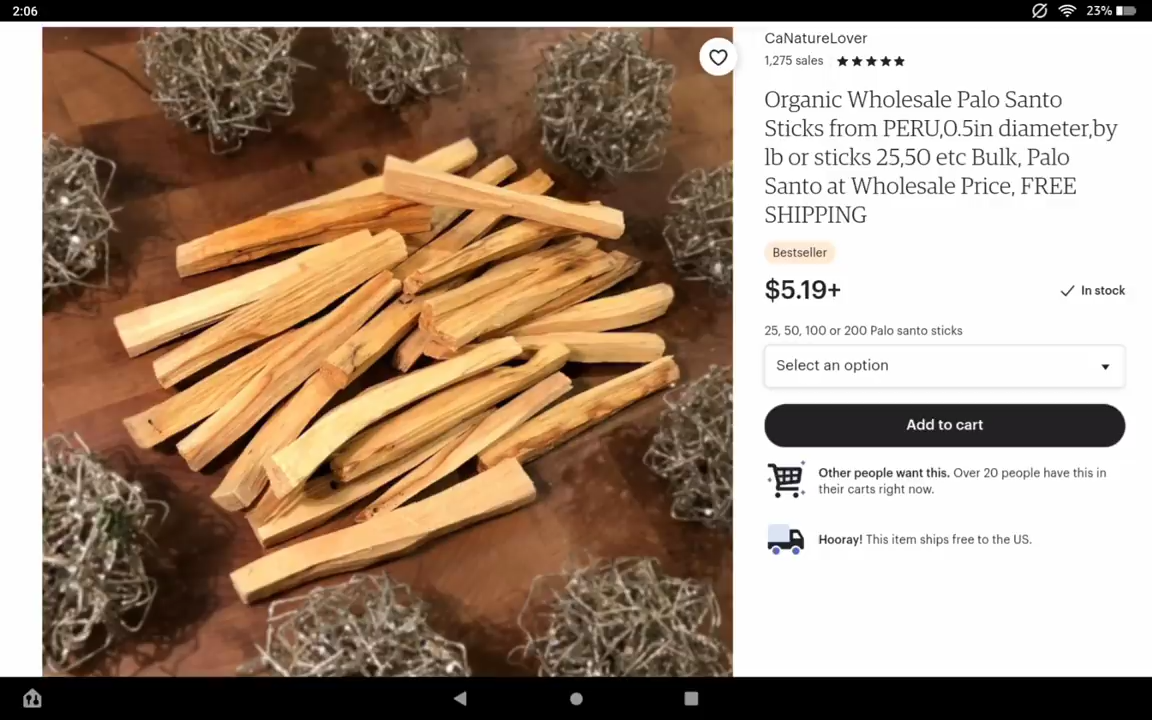 2:06
23%
CaNatureLover
1,275 sales
Organic Wholesale Palo Santo
Sticks from PERU,0.5in diameter,by
lb or sticks 25,50 etc Bulk, Palo
Santo at Wholesale Price, FREE
SHIPPING
Bestseller
$5.19+
In stock
25, 50, 100 or 200 Palo santo sticks
Select an option
Add to cart
Other people want this. Over 20 people have this in
their carts right now.
Hooray! This item ships free to the US.